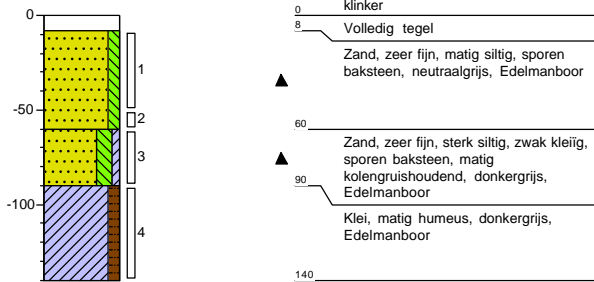 klinker
0
8
Volledig tegel
Zand, zeer fijn, matig siltig, sporen
baksteen, neutraalgrijs, Edelmanboor
60
Zand, zeer fijn, sterk siltig, zwak kleiïg,
sporen baksteen, matig
kolengruishoudend, donkergrijs,
Edelmanboor
90
Klei, matig humeus, donkergrijs,
Edelmanboor
140
0
-50
-100
1
2
3
4